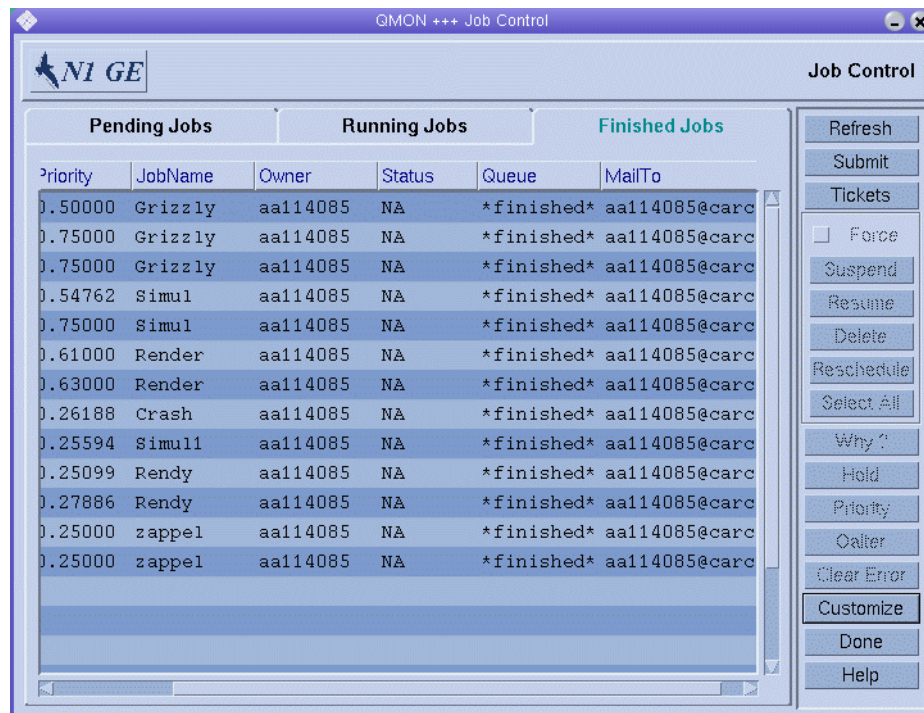 QMON +++ Job Control
N1 GE
Job Control
Pending Jobs Running Jobs Finished Jobs
Priority JobName Owner Status Queue MailTo
0.50000 Grizzly aa114085 NA *finished* aa114085@carc
0.75000 Grizzly aa114085 NA *finished* aa114085@carc
0.75000 Grizzly aa114085 NA *finished* aa114085@carc
0.54762 Simul aa114085 NA *finished* aa114085@carc
0.75000 Simul aa114085 NA *finished* aa114085@carc
0.61000 Render aa114085 NA *finished* aa114085@carc
0.63000 Render aa114085 NA *finished* aa114085@carc
0.26188 Crash aa114085 NA *finished* aa114085@carc
0.25594 Simul1 aa114085 NA *finished* aa114085@carc
0.25099 Rendy aa114085 NA *finished* aa114085@carc
0.27886 Rendy aa114085 NA *finished* aa114085@carc
0.25000 zappel aa114085 NA *finished* aa114085@carc
0.25000 zappel aa114085 NA *finished* aa114085@carc
Refresh
Submit
Tickets
Force
Suspend
Resume
Delete
Reschedule
Select All
Why ?
Hold
Priority
Qalter
Clear Error
Customize
Done
Help